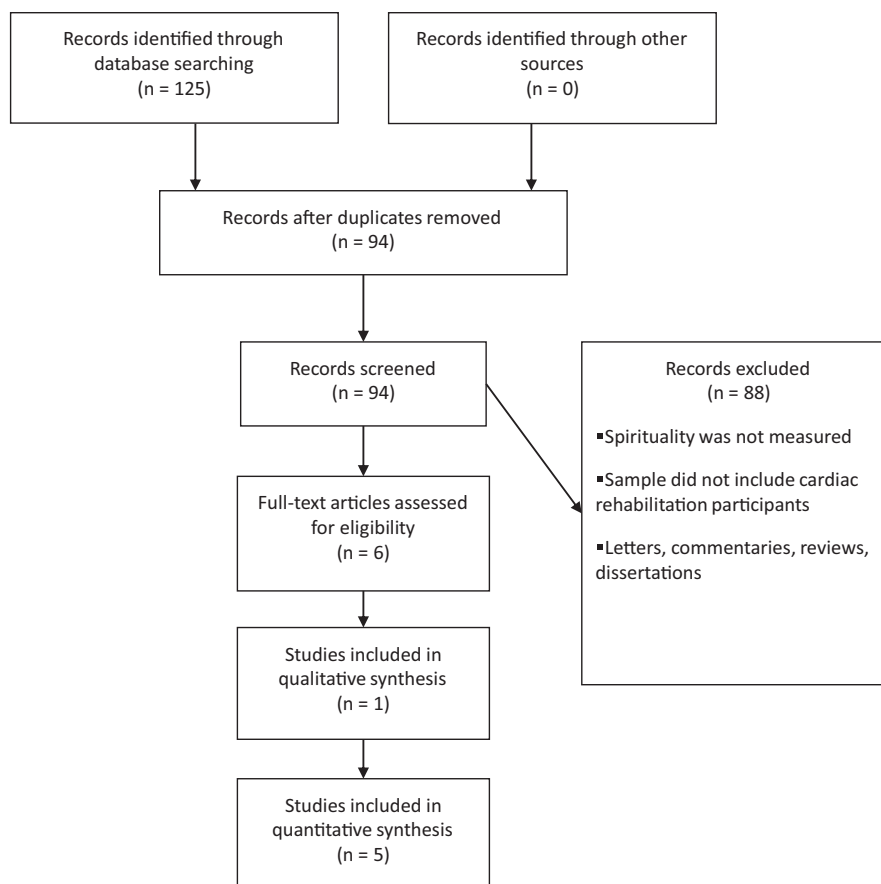 Records identified through
database searching
(n = 125)
Records identified through other
sources
(n = 0)
Records after duplicates removed
(n = 94)
Records screened
(n = 94)
Records excluded
(n = 88)
▪Spirituality was not measured
▪Sample did not include cardiac
rehabilitation participants
▪Letters, commentaries, reviews,
dissertations
Full-text articles assessed
for eligibility
(n = 6)
Studies included in
qualitative synthesis
(n = 1)
Studies included in
quantitative synthesis
(n = 5)